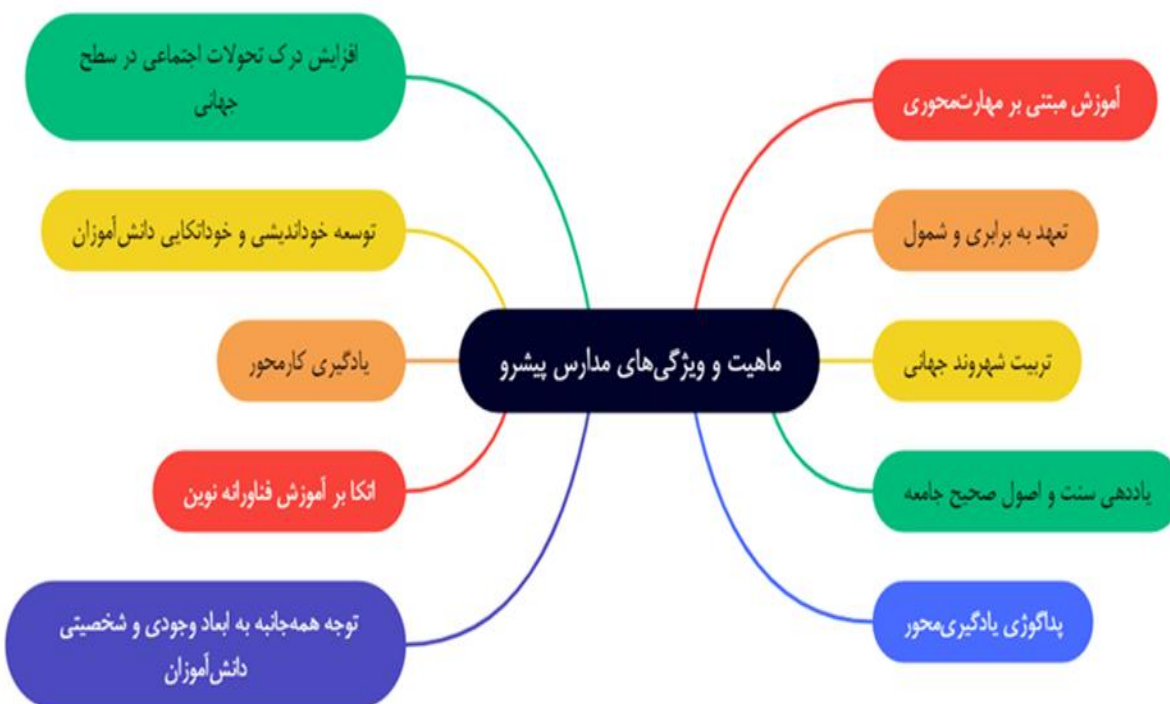 ماهیت و ویژگی‌های مدارس پیشرو
آموزش مبتنی بر مهارت‌محوری
تعهد به برابری و شمول
تربیت شهروند جهانی
یاددهی سنت و اصول صحیح جامعه
پداگوژی یادگیری‌محور
افزایش درک تحولات اجتماعی در سطح
جهانی
توسعه خوداندیشی و خوداتکایی دانش‌آموزان
یادگیری کارمحور
اتکا بر آموزش فناورانه نوین
توجه همه‌جانبه به ابعاد وجودی و شخصیتی
دانش‌آموزان